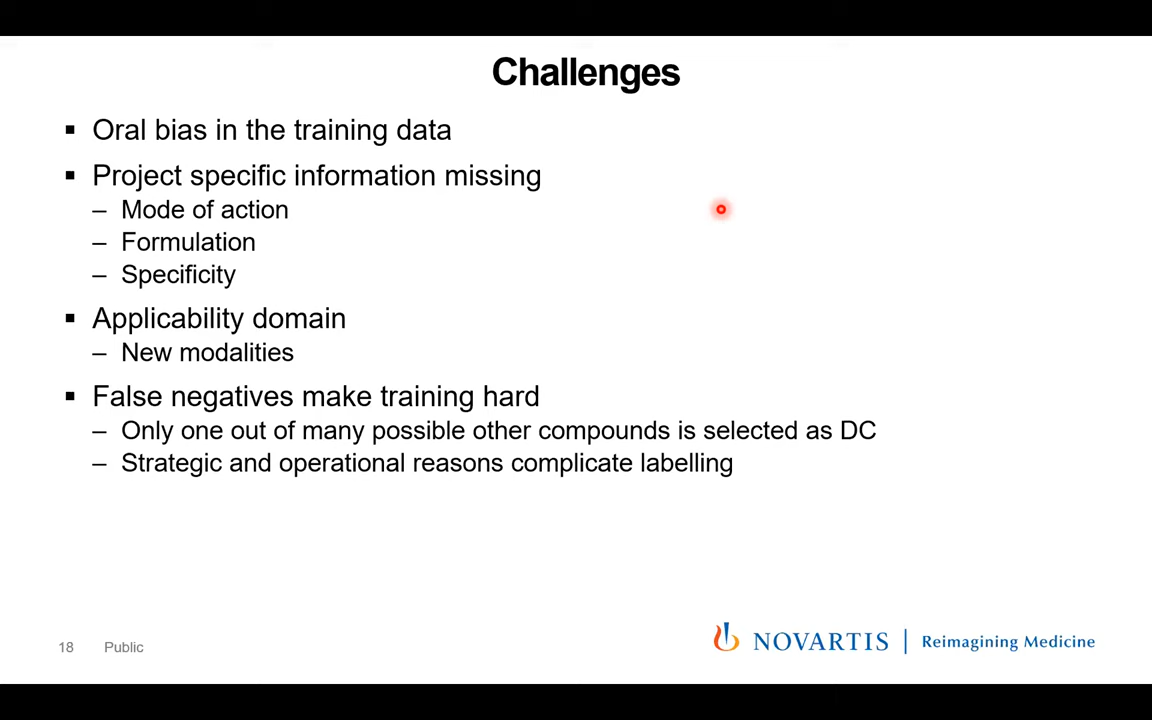 Challenges
▪ Oral bias in the training data
▪ Project specific information missing
– Mode of action
– Formulation
– Specificity
▪ Applicability domain
– New modalities
▪ False negatives make training hard
– Only one out of many possible other compounds is selected as DC
– Strategic and operational reasons complicate labelling
18 Public
NOVARTIS | Reimagining Medicine